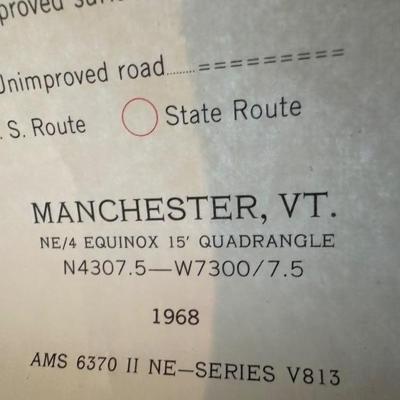 Unimproved road.........=========
S. Route State Route
MANCHESTER, VT.
NE/4 EQUINOX 15' QUADRANGLE
N4307.5—W7300/7.5
1968
AMS 6370 II NE—SERIES V813